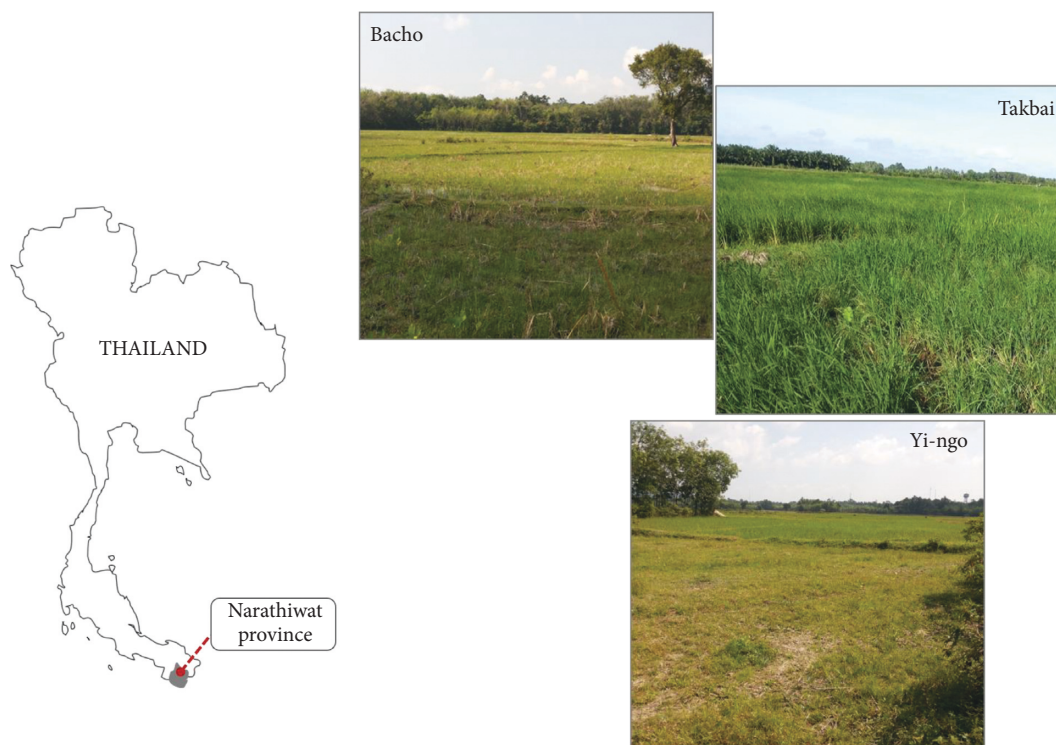 Bacho
Takbai
THAILAND
Yi-ngo
Narathiwat
province